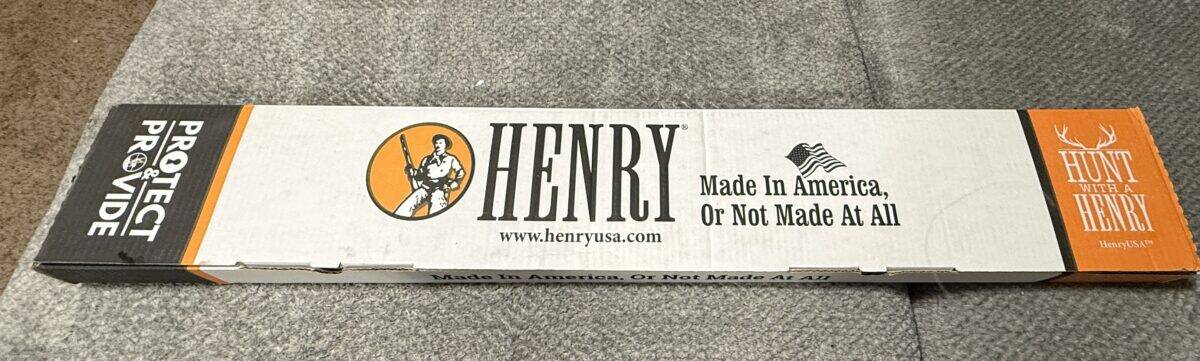 PROTECT
&
PROVIDE
HENRY®
www.henryusa.com
Made In America,
Or Not Made At All
HUNT
WITH A
HENRY
HenryUSA™
Made In America, Or Not Made At All